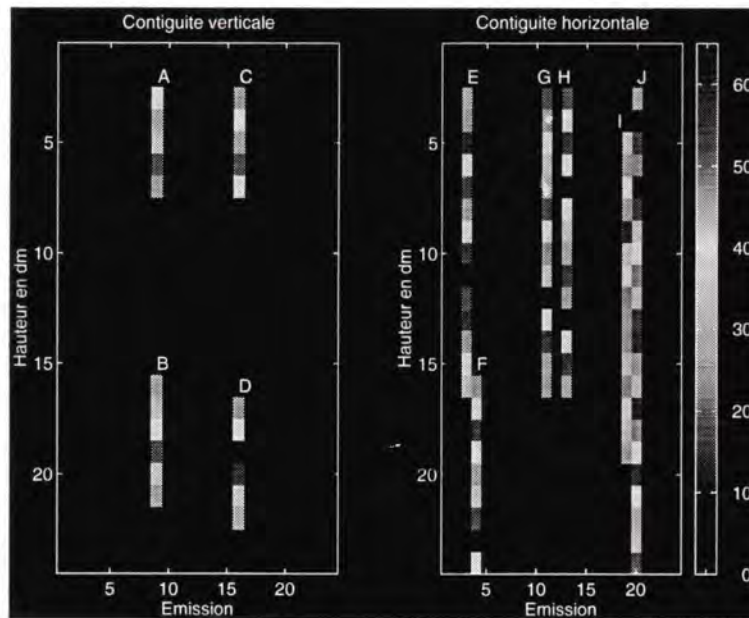 Contiguite verticale
Contiguite horizontale
A
C
E
G
H
J
I
B
D
F
5
10
15
20
Hauteur en dm
5
10
15
20
Emission
5
10
15
20
Hauteur en dm
5
10
15
20
Emission
60
50
40
30
20
10
0